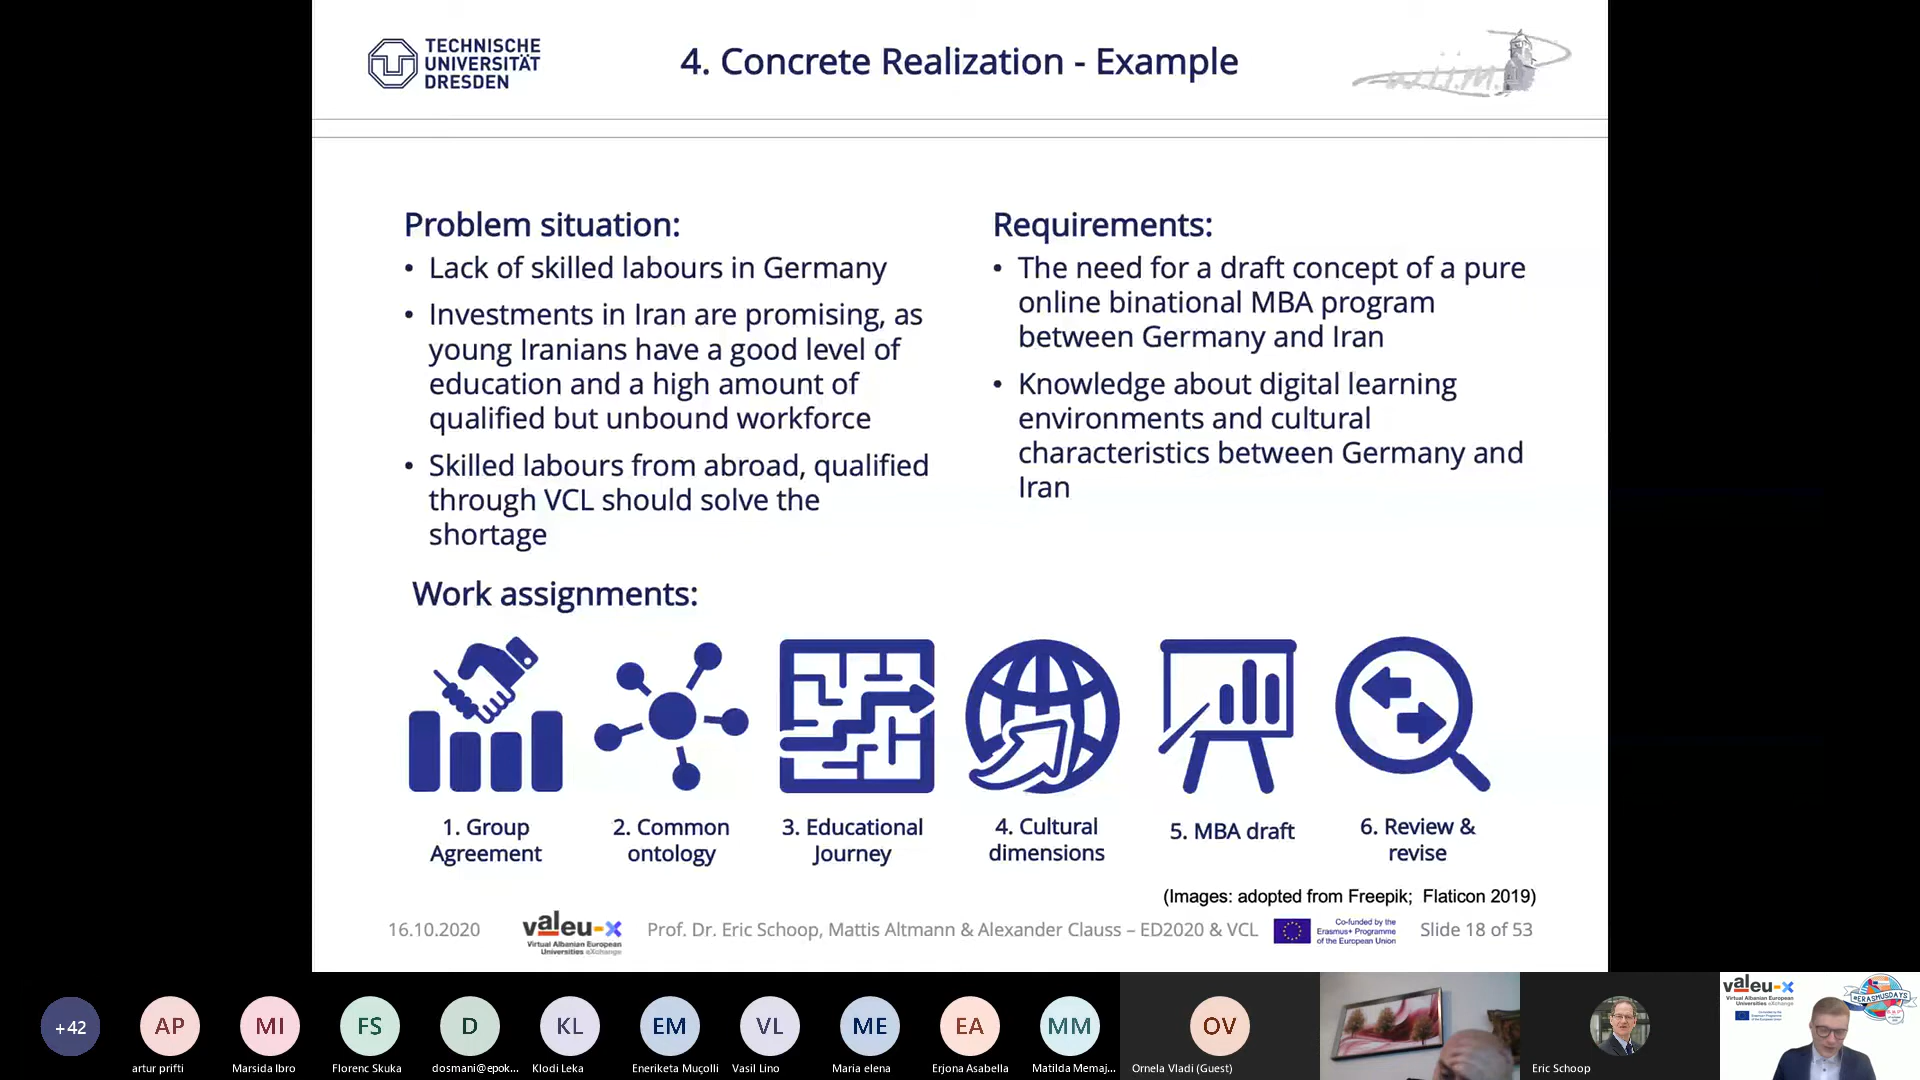 TECHNISCHE
UNIVERSITÄT
DRESDEN
4. Concrete Realization - Example
Problem situation:
• Lack of skilled labours in Germany
• Investments in Iran are promising, as
young Iranians have a good level of
education and a high amount of
qualified but unbound workforce
• Skilled labours from abroad, qualified
through VCL should solve the
shortage
Requirements:
• The need for a draft concept of a pure
online binational MBA program
between Germany and Iran
• Knowledge about digital learning
environments and cultural
characteristics between Germany and
Iran
Work assignments:
1. Group
Agreement
2. Common
ontology
3. Educational
Journey
4. Cultural
dimensions
5. MBA draft
6. Review &
revise
(Images: adopted from Freepik; Flaticon 2019)
16.10.2020
valeu-x
Virtual Albanian European
Universities eXchange
Prof. Dr. Eric Schoop, Mattis Altmann & Alexander Clauss – ED2020 & VCL
Co-funded by the
Erasmus+ Programme
of the European Union
Slide 18 of 53
+42
AP
MI
FS
D
KL
EM
VL
ME
EA
MM
OV
artur prifti
Marsida Ibro
Florenc Skuka
dosmani@epok...
Klodi Leka
Eneriketa Muçolli
Vasil Lino
Maria elena
Erjona Asabella
Matilda Memaj...
Ornela Vladi (Guest)
Eric Schoop
valeu-x
Virtual Albanian European
Universities eXchange
#ERASMUSDAYS